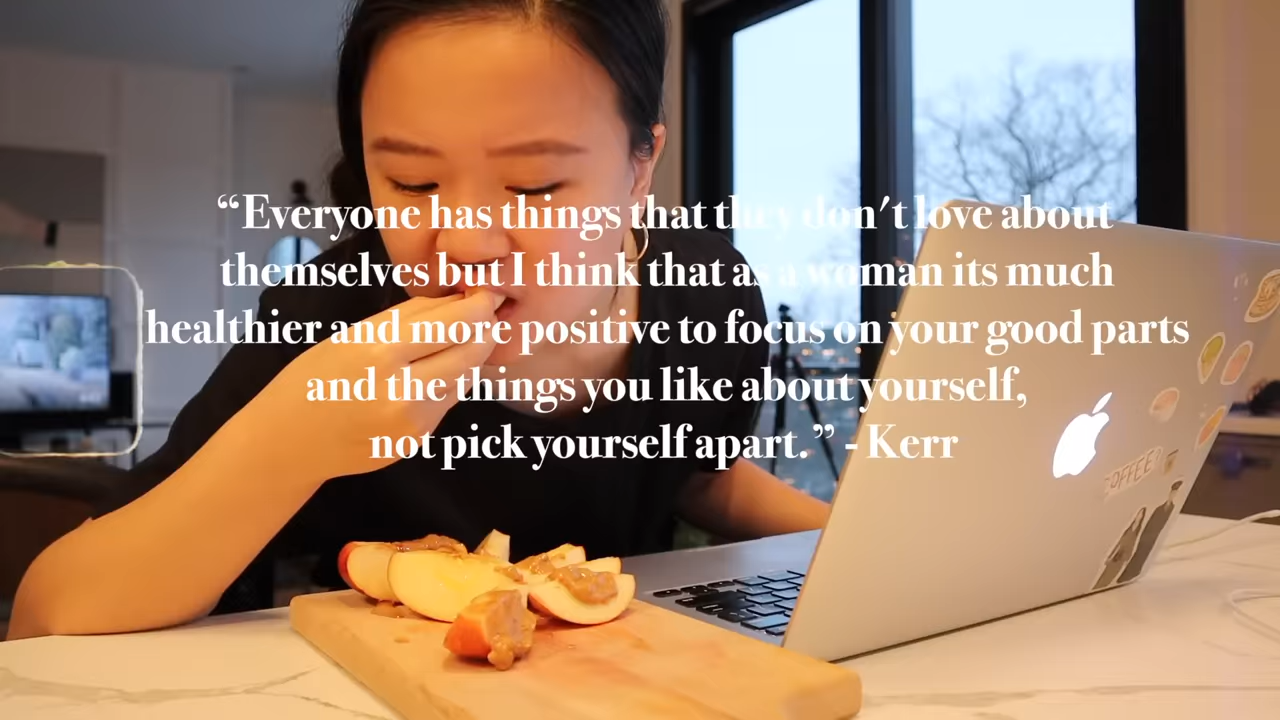 “Everyone has things that they don't love about
themselves but I think that as a woman its much
healthier and more positive to focus on your good parts
and the things you like about yourself,
not pick yourself apart.” - Kerr
COFFEE